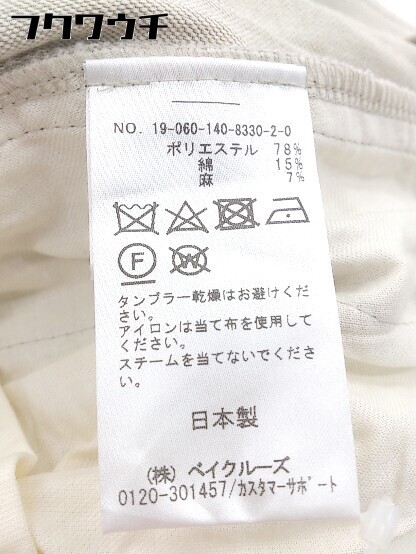 フクウウチ
NO. 19-060-140-8330-2-0
ポリエステル 78%
綿 15%
麻 7%
F
W
タンブラー乾燥はお避けくださ
い。
アイロンは当て布を使用して
ください。
スチームを当てないでくださ
い。
日本製
(株) ベイクルーズ
0120-301457/カスタマーサポート